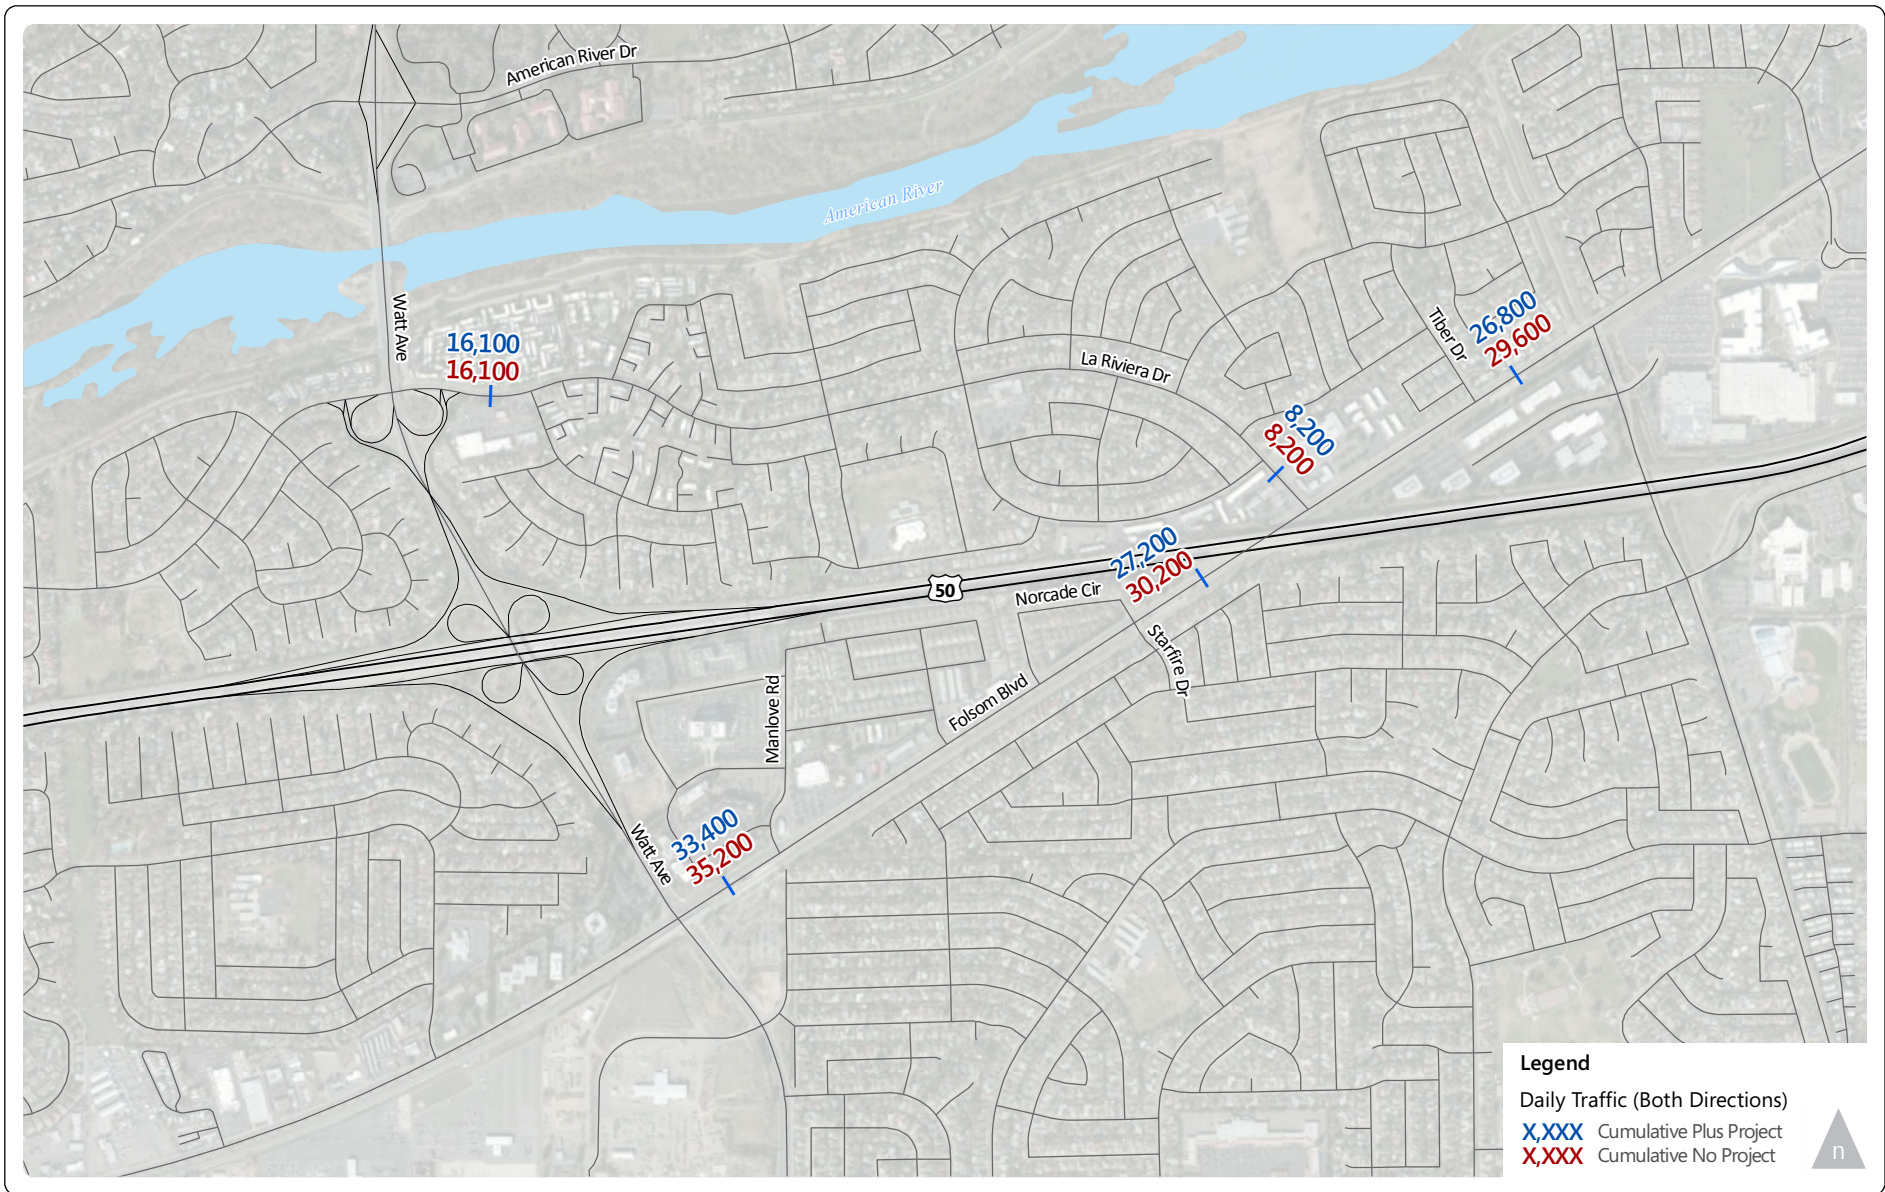 American River Dr
American River
Watt Ave
16,100
16,100
La Riviera Dr
Tiber Dr
26,800
29,600
8,200
8,200
27,200
30,200
50
Norcade Cir
Starfire Dr
Folsom Blvd
Manlove Rd
33,400
35,200
Watt Ave
Legend
Daily Traffic (Both Directions)
X,XXX Cumulative Plus Project
X,XXX Cumulative No Project
n